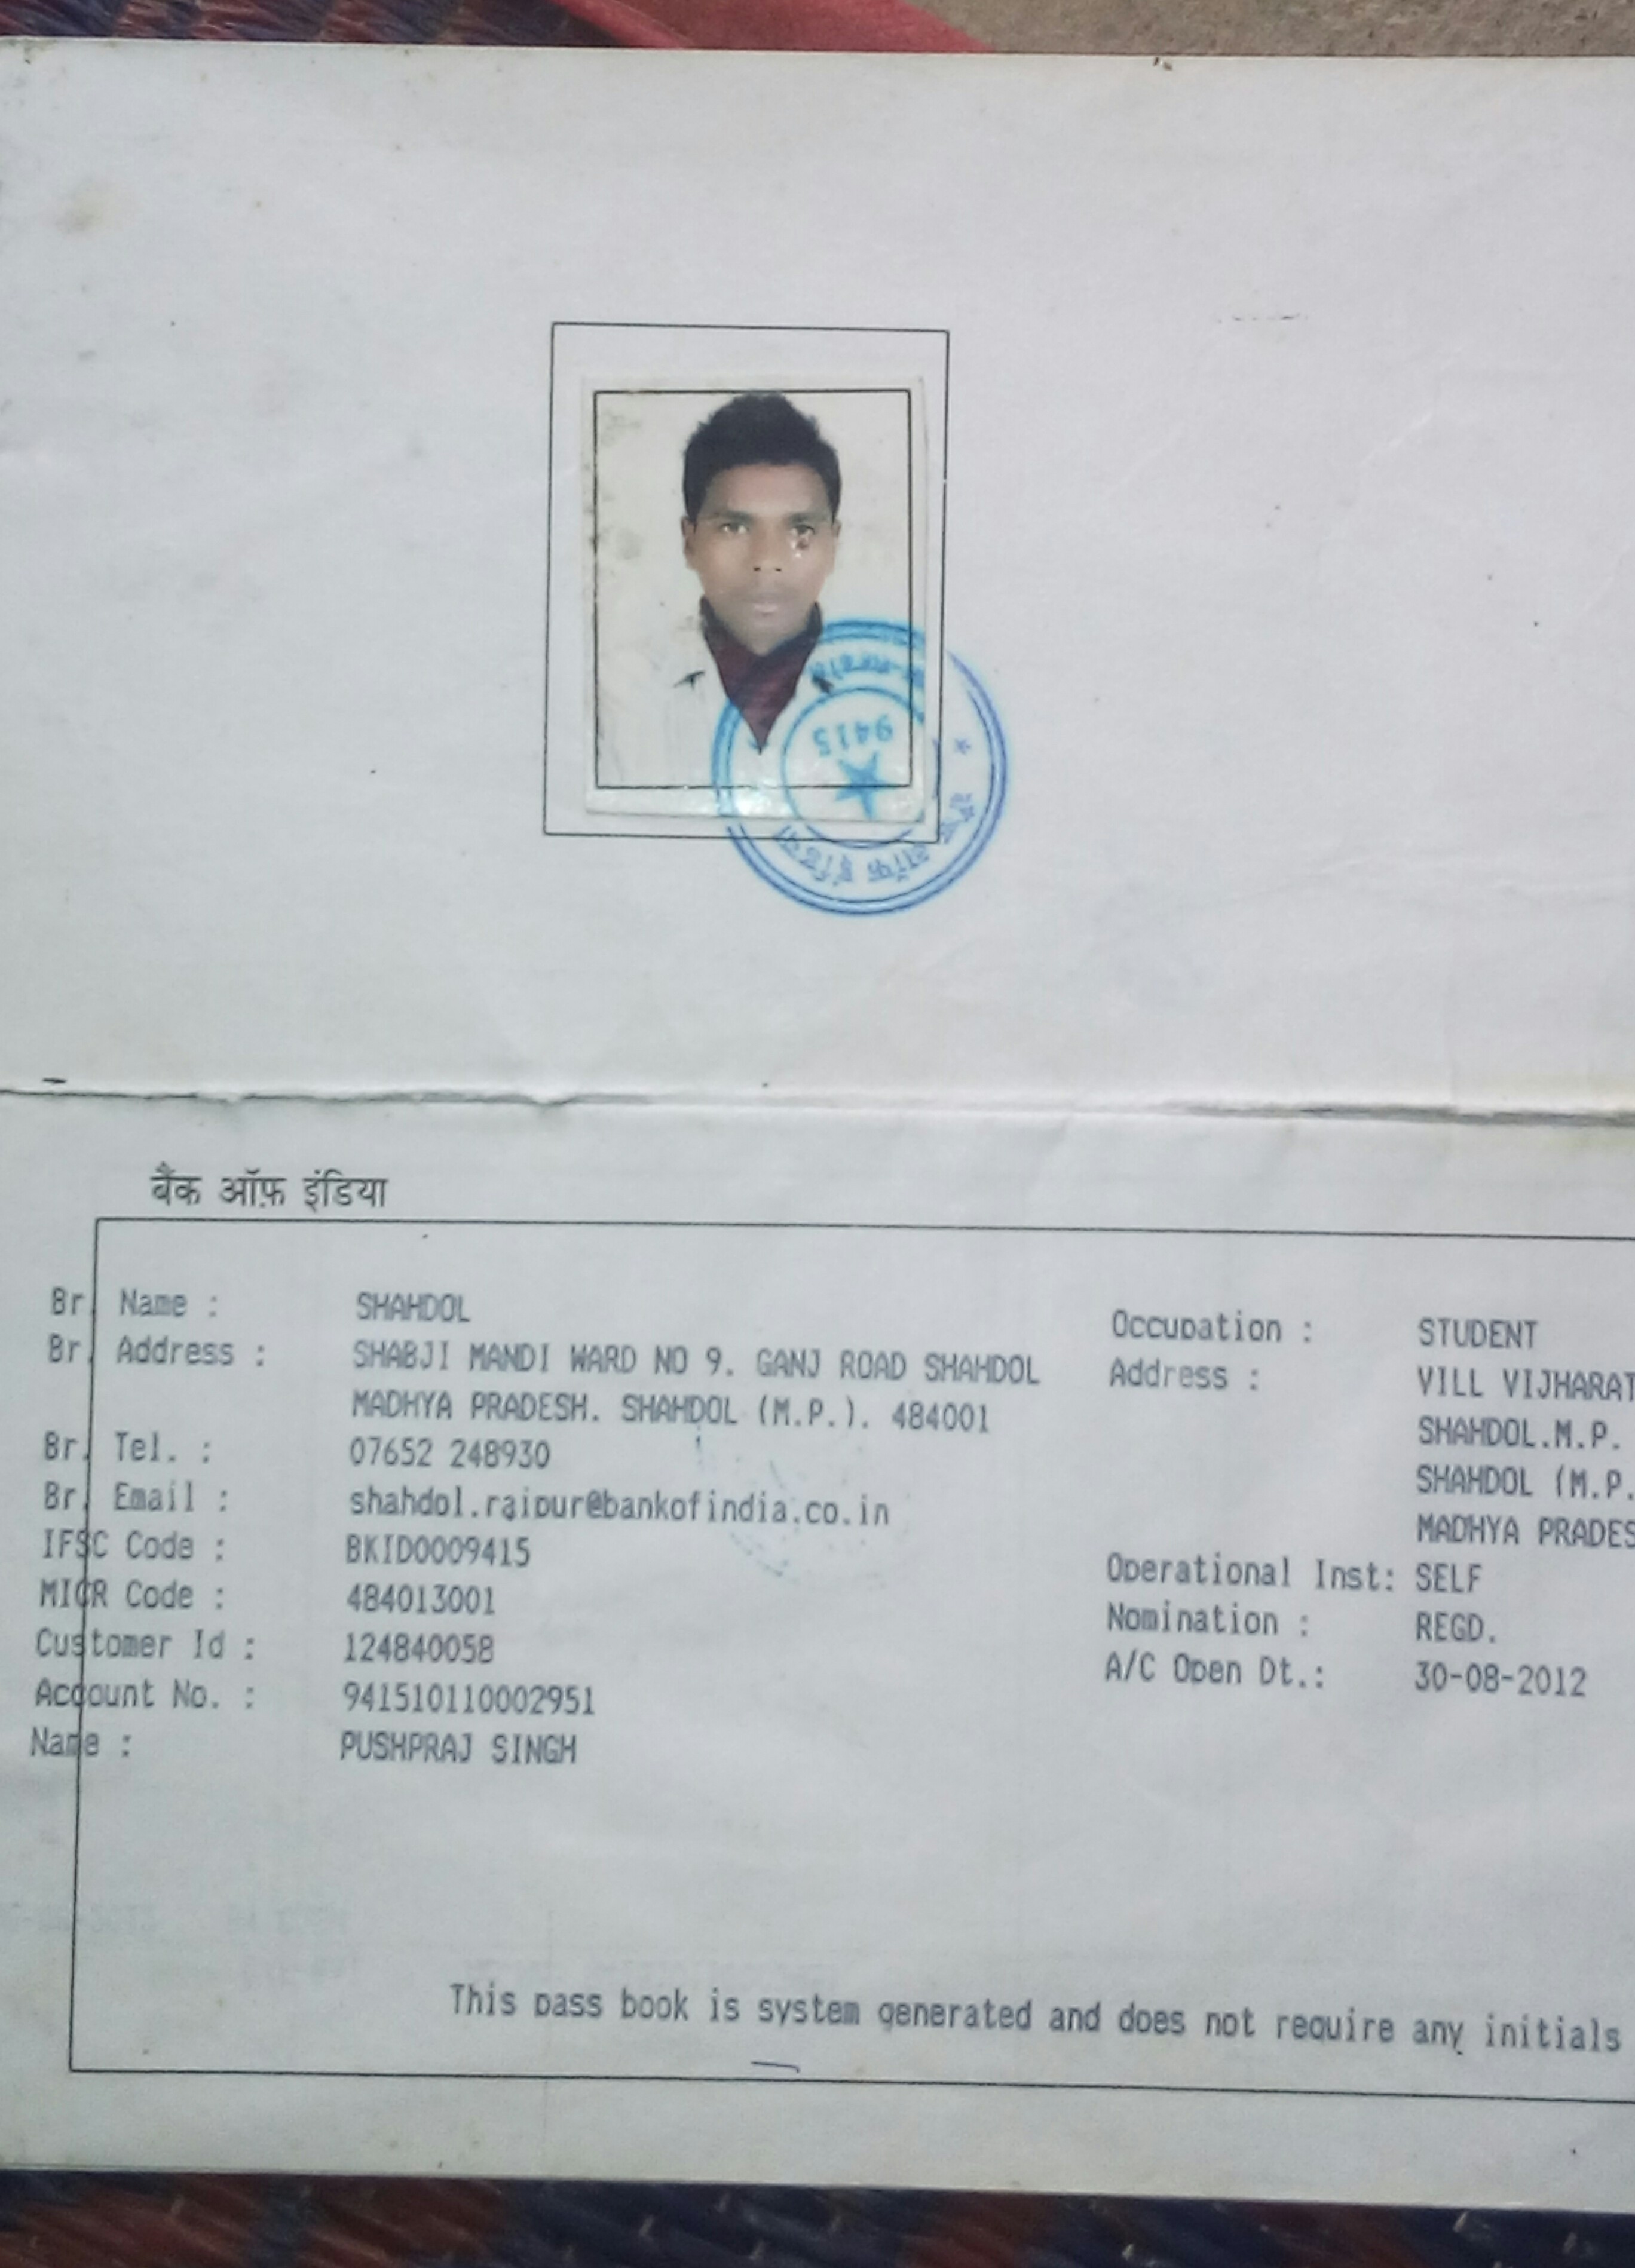 9415
बैंक ऑफ़ इंडिया
बैंक ऑफ़ इंडिया
Br. Name : SHAHDOL
Br. Address : SHABJI MANDI WARD NO 9. GANJ ROAD SHAHDOL
MADHYA PRADESH. SHAHDOL (M.P.). 484001
Br. Tel. : 07652 248930
Br. Email : shahdol.raipur@bankofindia.co.in
IFSC Code : BKID0009415
MICR Code : 484013001
Customer Id : 124840058
Account No. : 941510110002951
Name : PUSHPRAJ SINGH
Occupation : STUDENT
Address : VILL VIJHARAT
SHAHDOL.M.P.
SHAHDOL (M.P.
MADHYA PRADES
Operational Inst: SELF
Nomination : REGD.
A/C Open Dt.: 30-08-2012
This pass book is system generated and does not require any initials